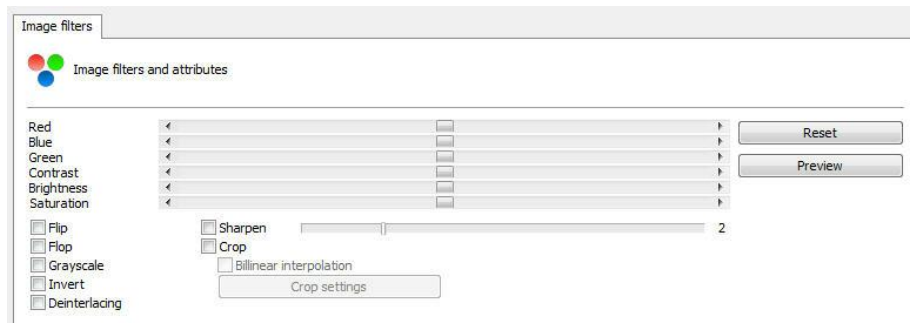 Image filters
Image filters and attributes
Red
Blue
Green
Contrast
Brightness
Saturation
Reset
Preview
Flip
Flop
Grayscale
Invert
Deinterlacing
Sharpen
2
Crop
Billinear interpolation
Crop settings